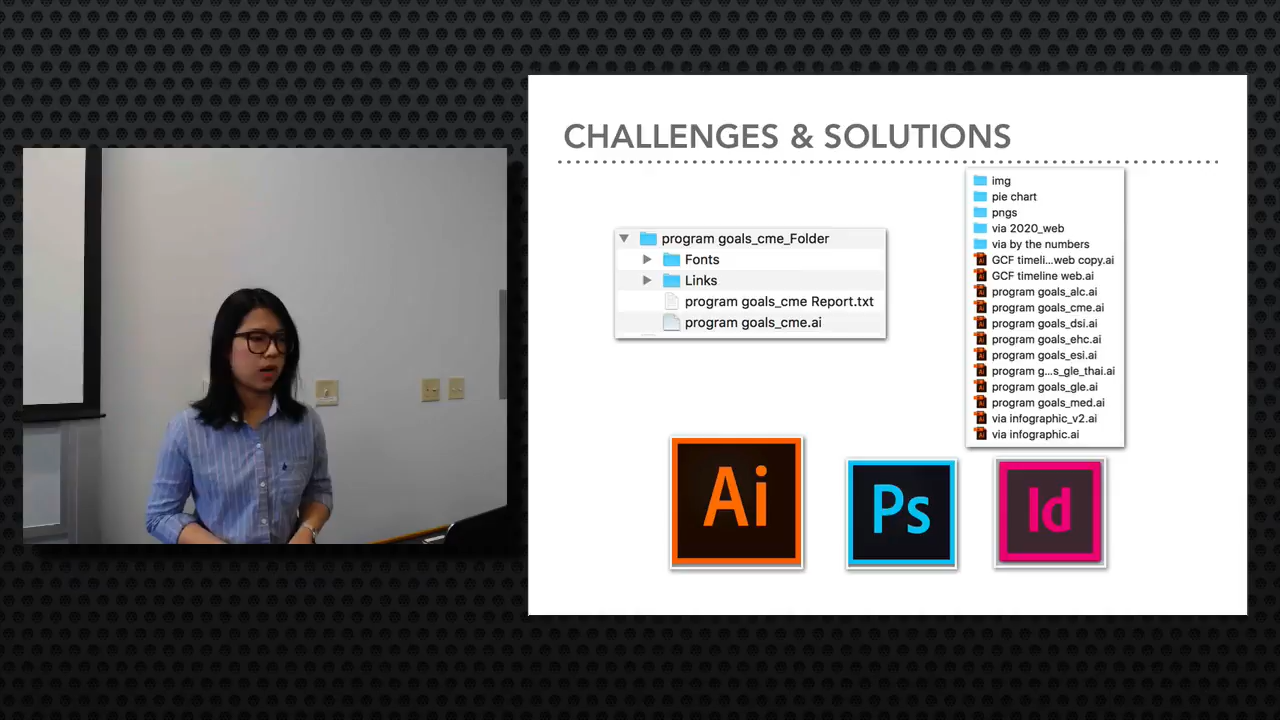 CHALLENGES & SOLUTIONS
program goals_cme_Folder
Fonts
Links
program goals_cme Report.txt
program goals_cme.ai
img
pie chart
pngs
via 2020_web
via by the numbers
GCF timeli...web copy.ai
GCF timeline web.ai
program goals_alc.ai
program goals_cme.ai
program goals_dsi.ai
program goals_ehc.ai
program goals_esi.ai
program g...s_gle_thai.ai
program goals_gle.ai
program goals_med.ai
via infographic_v2.ai
via infographic.ai
Ai
Ps
Id